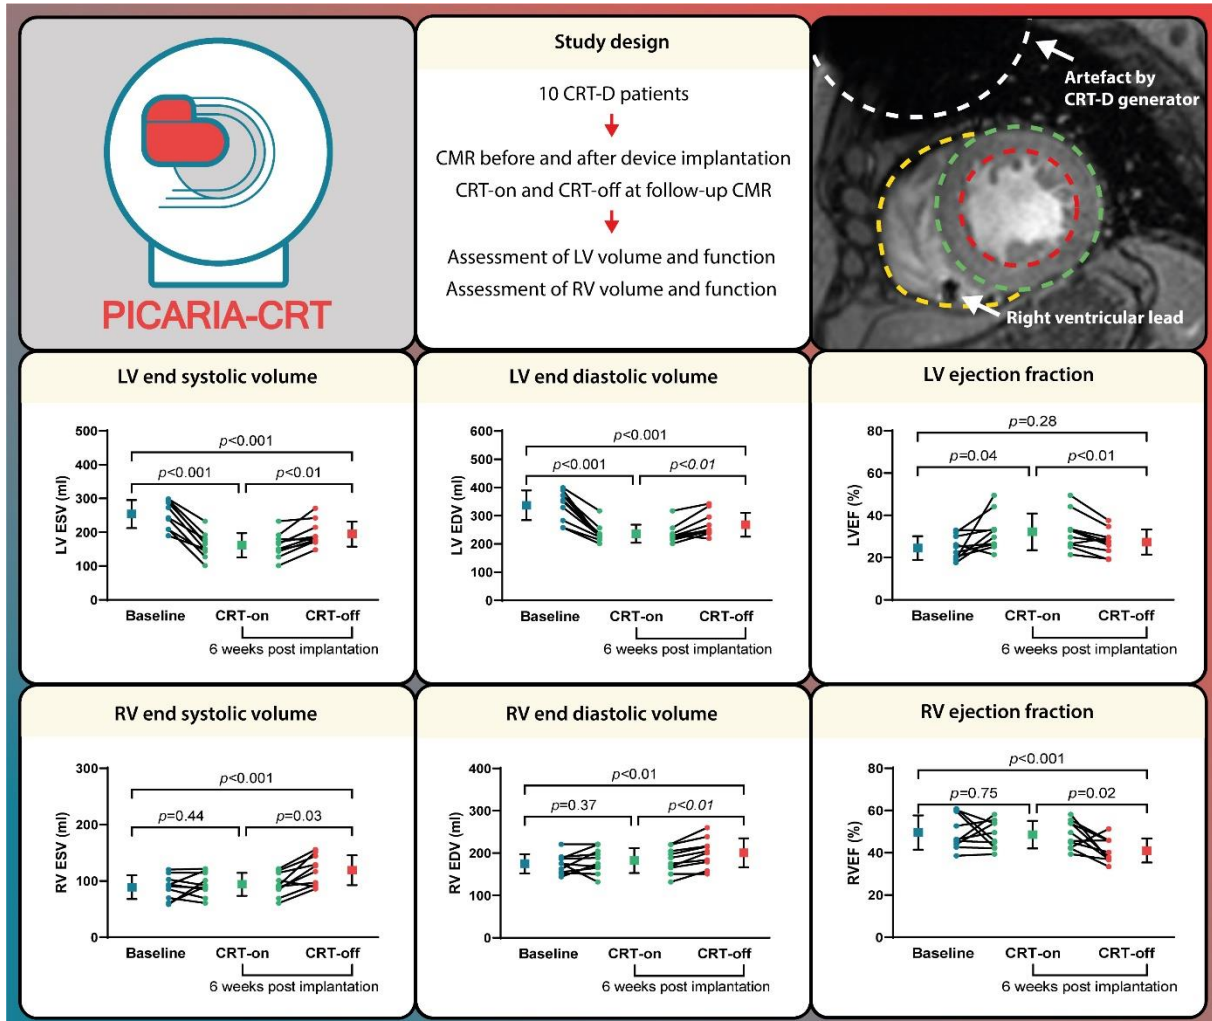 PICARIA-CRT
Study design
10 CRT-D patients
CMR before and after device implantation
CRT-on and CRT-off at follow-up CMR
Assessment of LV volume and function
Assessment of RV volume and function
Artefact by
CRT-D generator
Right ventricular lead
LV end systolic volume
LV ESV (ml)
500
400
300
200
100
0
p<0.001
p<0.001
p<0.01
Baseline
CRT-on
CRT-off
6 weeks post implantation
LV end diastolic volume
LV EDV (ml)
600
500
400
300
200
100
0
p<0.001
p<0.001
p<0.01
Baseline
CRT-on
CRT-off
6 weeks post implantation
LV ejection fraction
LVEF (%)
80
60
40
20
0
p=0.28
p=0.04
p<0.01
Baseline
CRT-on
CRT-off
6 weeks post implantation
RV end systolic volume
RV ESV (ml)
300
200
100
0
p<0.001
p=0.44
p=0.03
Baseline
CRT-on
CRT-off
6 weeks post implantation
RV end diastolic volume
RV EDV (ml)
400
300
200
100
0
p<0.01
p=0.37
p<0.01
Baseline
CRT-on
CRT-off
6 weeks post implantation
RV ejection fraction
RVEF (%)
80
60
40
20
0
p<0.001
p=0.75
p=0.02
Baseline
CRT-on
CRT-off
6 weeks post implantation